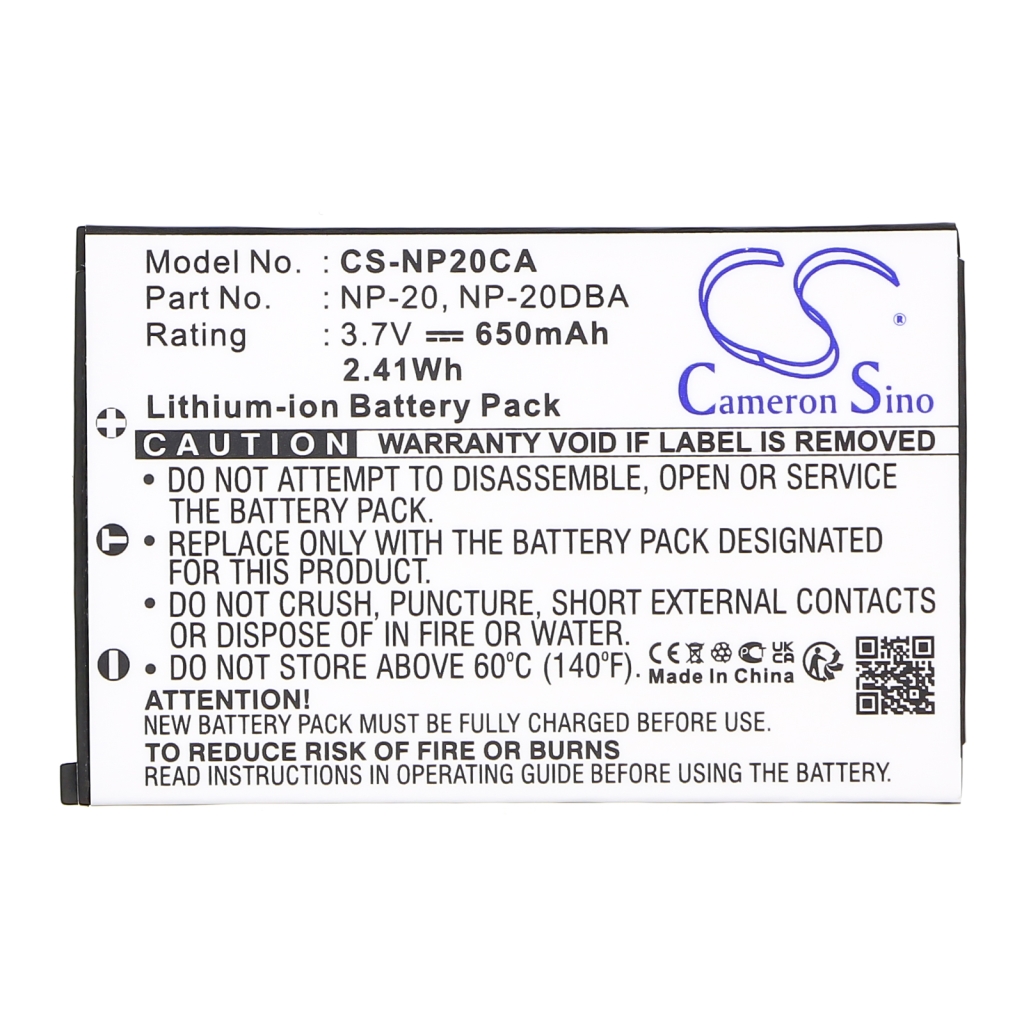 Model No. : CS-NP20CA
Part No. : NP-20, NP-20DBA
Rating : 3.7V 650mAh
2.41Wh
Lithium-ion Battery Pack
CS
®
Cameron Sino
CAUTION WARRANTY VOID IF LABEL IS REMOVED
• DO NOT ATTEMPT TO DISASSEMBLE, OPEN OR SERVICE
THE BATTERY PACK.
T
• REPLACE ONLY WITH THE BATTERY PACK DESIGNATED
FOR THIS PRODUCT.
• DO NOT CRUSH, PUNCTURE, SHORT EXTERNAL CONTACTS
OR DISPOSE OF IN FIRE OR WATER.
• DO NOT STORE ABOVE 60°C (140°F).
CE UK CA
Made In China
ATTENTION!
NEW BATTERY PACK MUST BE FULLY CHARGED BEFORE USE.
TO REDUCE RISK OF FIRE OR BURNS
READ INSTRUCTIONS IN OPERATING GUIDE BEFORE USING THE BATTERY.